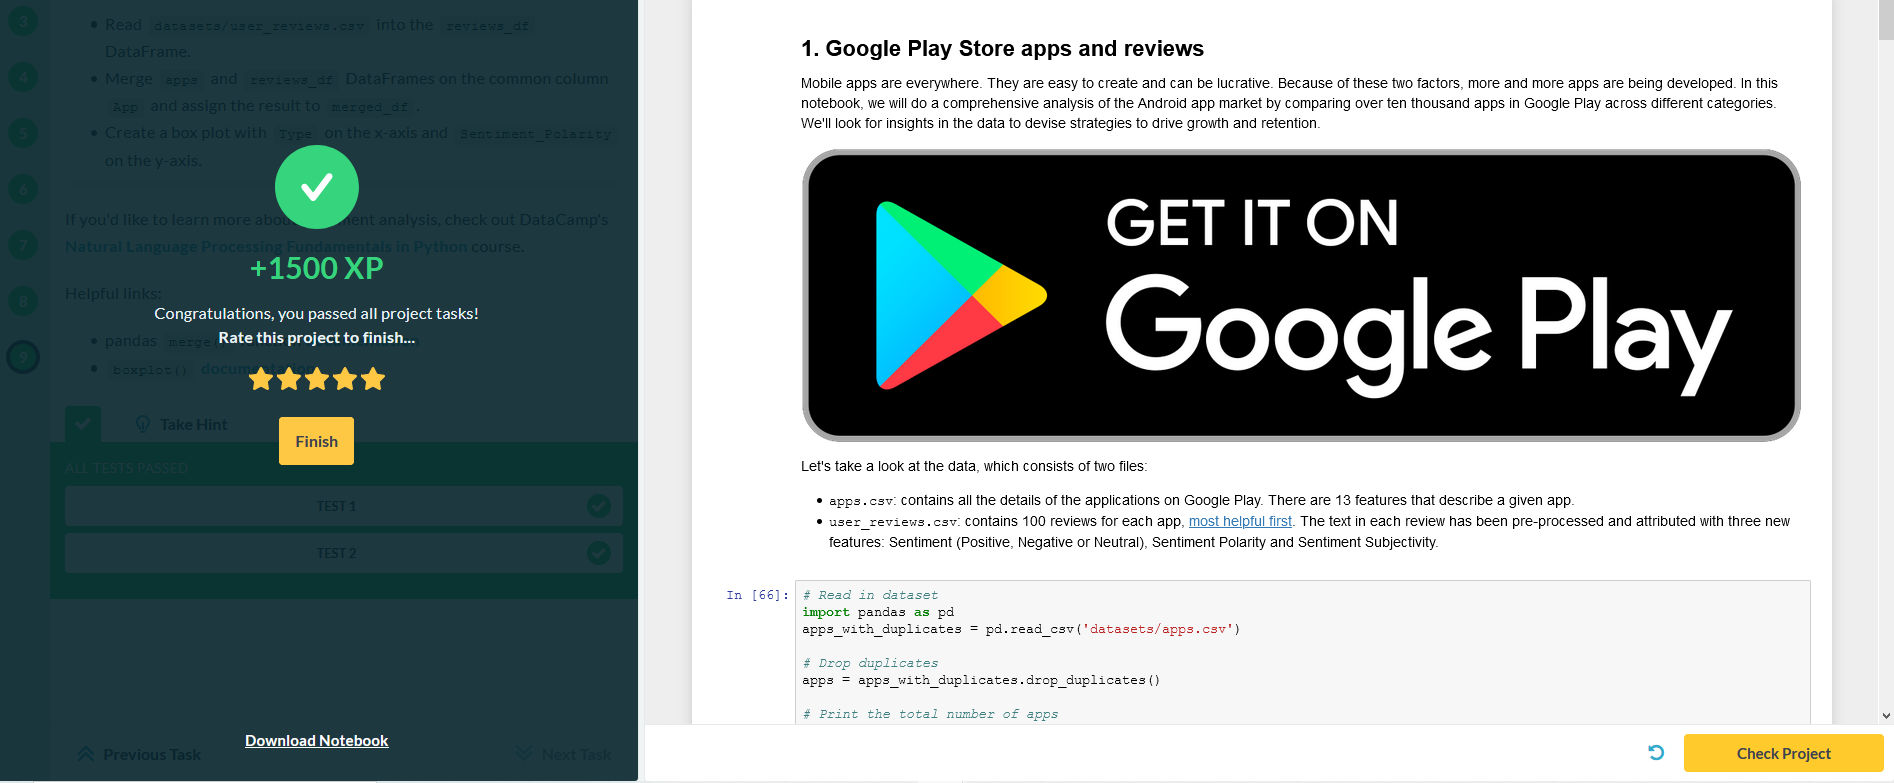 3
Read datasets/user_reviews.csv into the reviews_df
DataFrame.
4
Merge apps and reviews_df DataFrames on the common column
App and assign the result to merged_df.
5
Create a box plot with Type on the x-axis and Sentiment_Polarity
on the y-axis.
6
If you'd like to learn more about ment analysis, check out DataCamp's
7
Natural Language Processing Fundamentals in Python course.
+1500 XP
8
Helpful links:
Congratulations, you passed all project tasks!
Rate this project to finish...
9
pandas merge(
boxplot() documentation
Take Hint
Finish
ALL TESTS PASSED
TEST 1
TEST 2
Download Notebook
Previous Task
Next Task
1. Google Play Store apps and reviews
Mobile apps are everywhere. They are easy to create and can be lucrative. Because of these two factors, more and more apps are being developed. In this
notebook, we will do a comprehensive analysis of the Android app market by comparing over ten thousand apps in Google Play across different categories.
We'll look for insights in the data to devise strategies to drive growth and retention.
GET IT ON
Google Play
Let's take a look at the data, which consists of two files:
apps.csv: contains all the details of the applications on Google Play. There are 13 features that describe a given app.
user_reviews.csv: contains 100 reviews for each app, most helpful first. The text in each review has been pre-processed and attributed with three new
features: Sentiment (Positive, Negative or Neutral), Sentiment Polarity and Sentiment Subjectivity.
In [66]:
# Read in dataset
import pandas as pd
apps_with_duplicates = pd.read_csv('datasets/apps.csv')
# Drop duplicates
apps = apps_with_duplicates.drop_duplicates()
# Print the total number of apps
Check Project